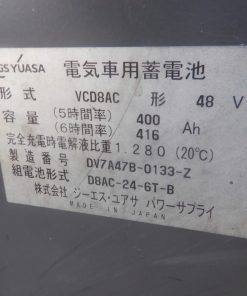 GS YUASA 電気車用蓄電池
形式 VCD8AC 形 48 V
容量 (5時間率) 400 Ah
(6時間率) 416
完全充電時電解液比重 1.280 (20℃)
製造番号 DV7A47B-0133-Z
組電池形式 D8AC-24-6T-B
株式会社 ジーエス・ユアサ パワーサプライ
MADE IN JAPAN